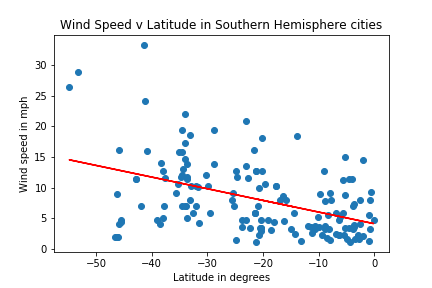 Wind Speed v Latitude in Southern Hemisphere cities
Wind speed in mph
30
25
20
15
10
5
0
−50 −40 −30 −20 −10 0
Latitude in degrees